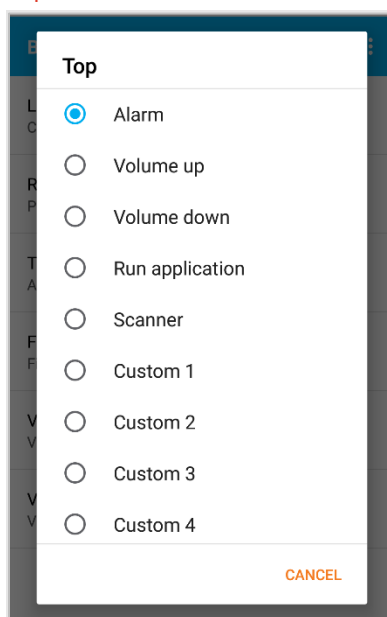 Top
Alarm
Volume up
Volume down
Run application
Scanner
Custom 1
Custom 2
Custom 3
Custom 4
CANCEL